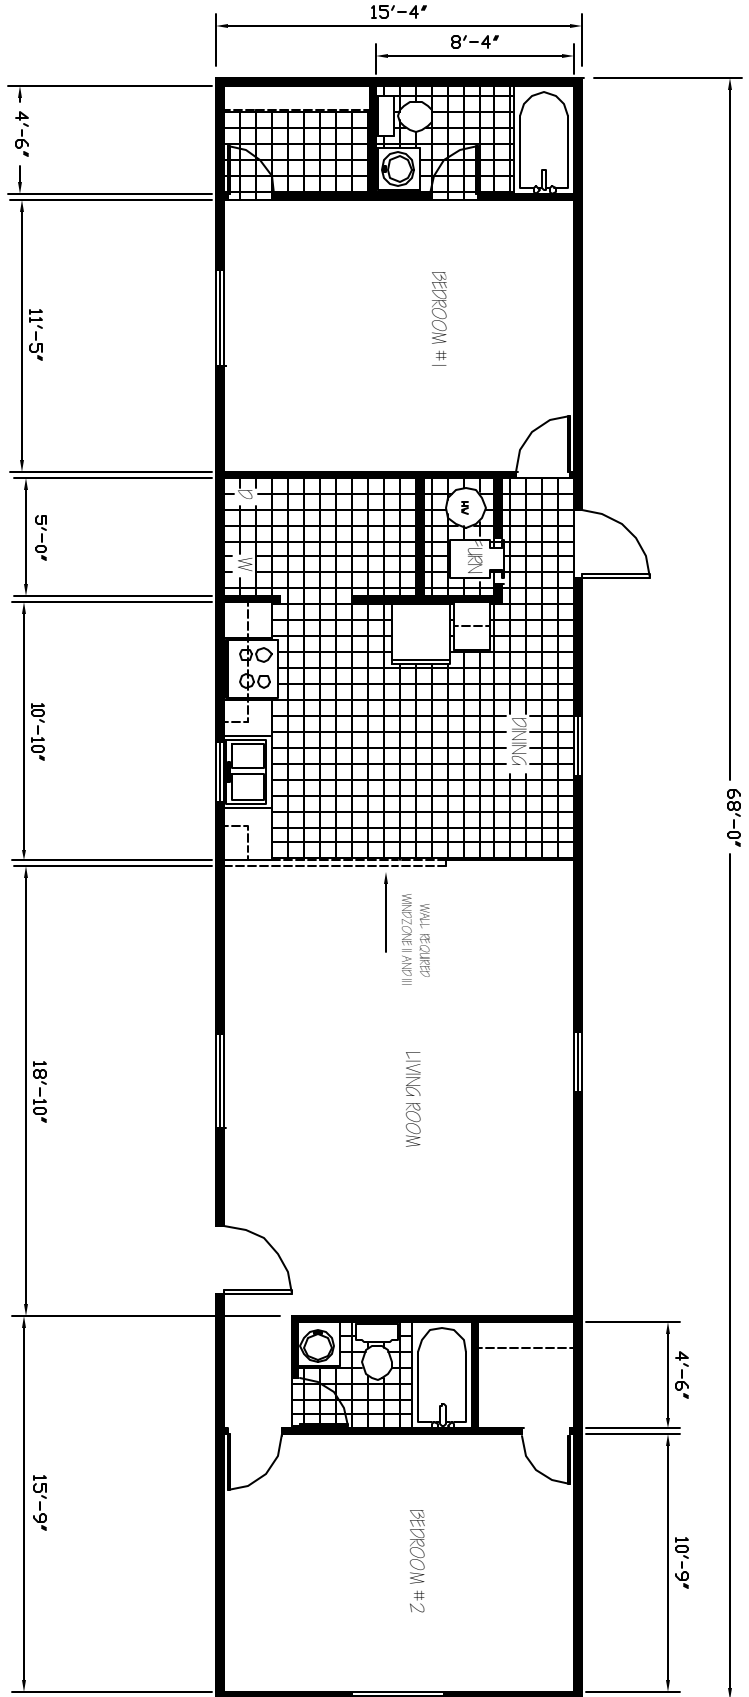 15'-4"
8'-4"
4'-6"
11'-5"
BEDROOM #1
5'-0"
D
W
HW
FURN
10'-10"
DINING
68'-0"
WALL REQUIRED
WINDZONE II AND III
18'-10"
LIVING ROOM
4'-6"
15'-9"
BEDROOM #2
10'-9"